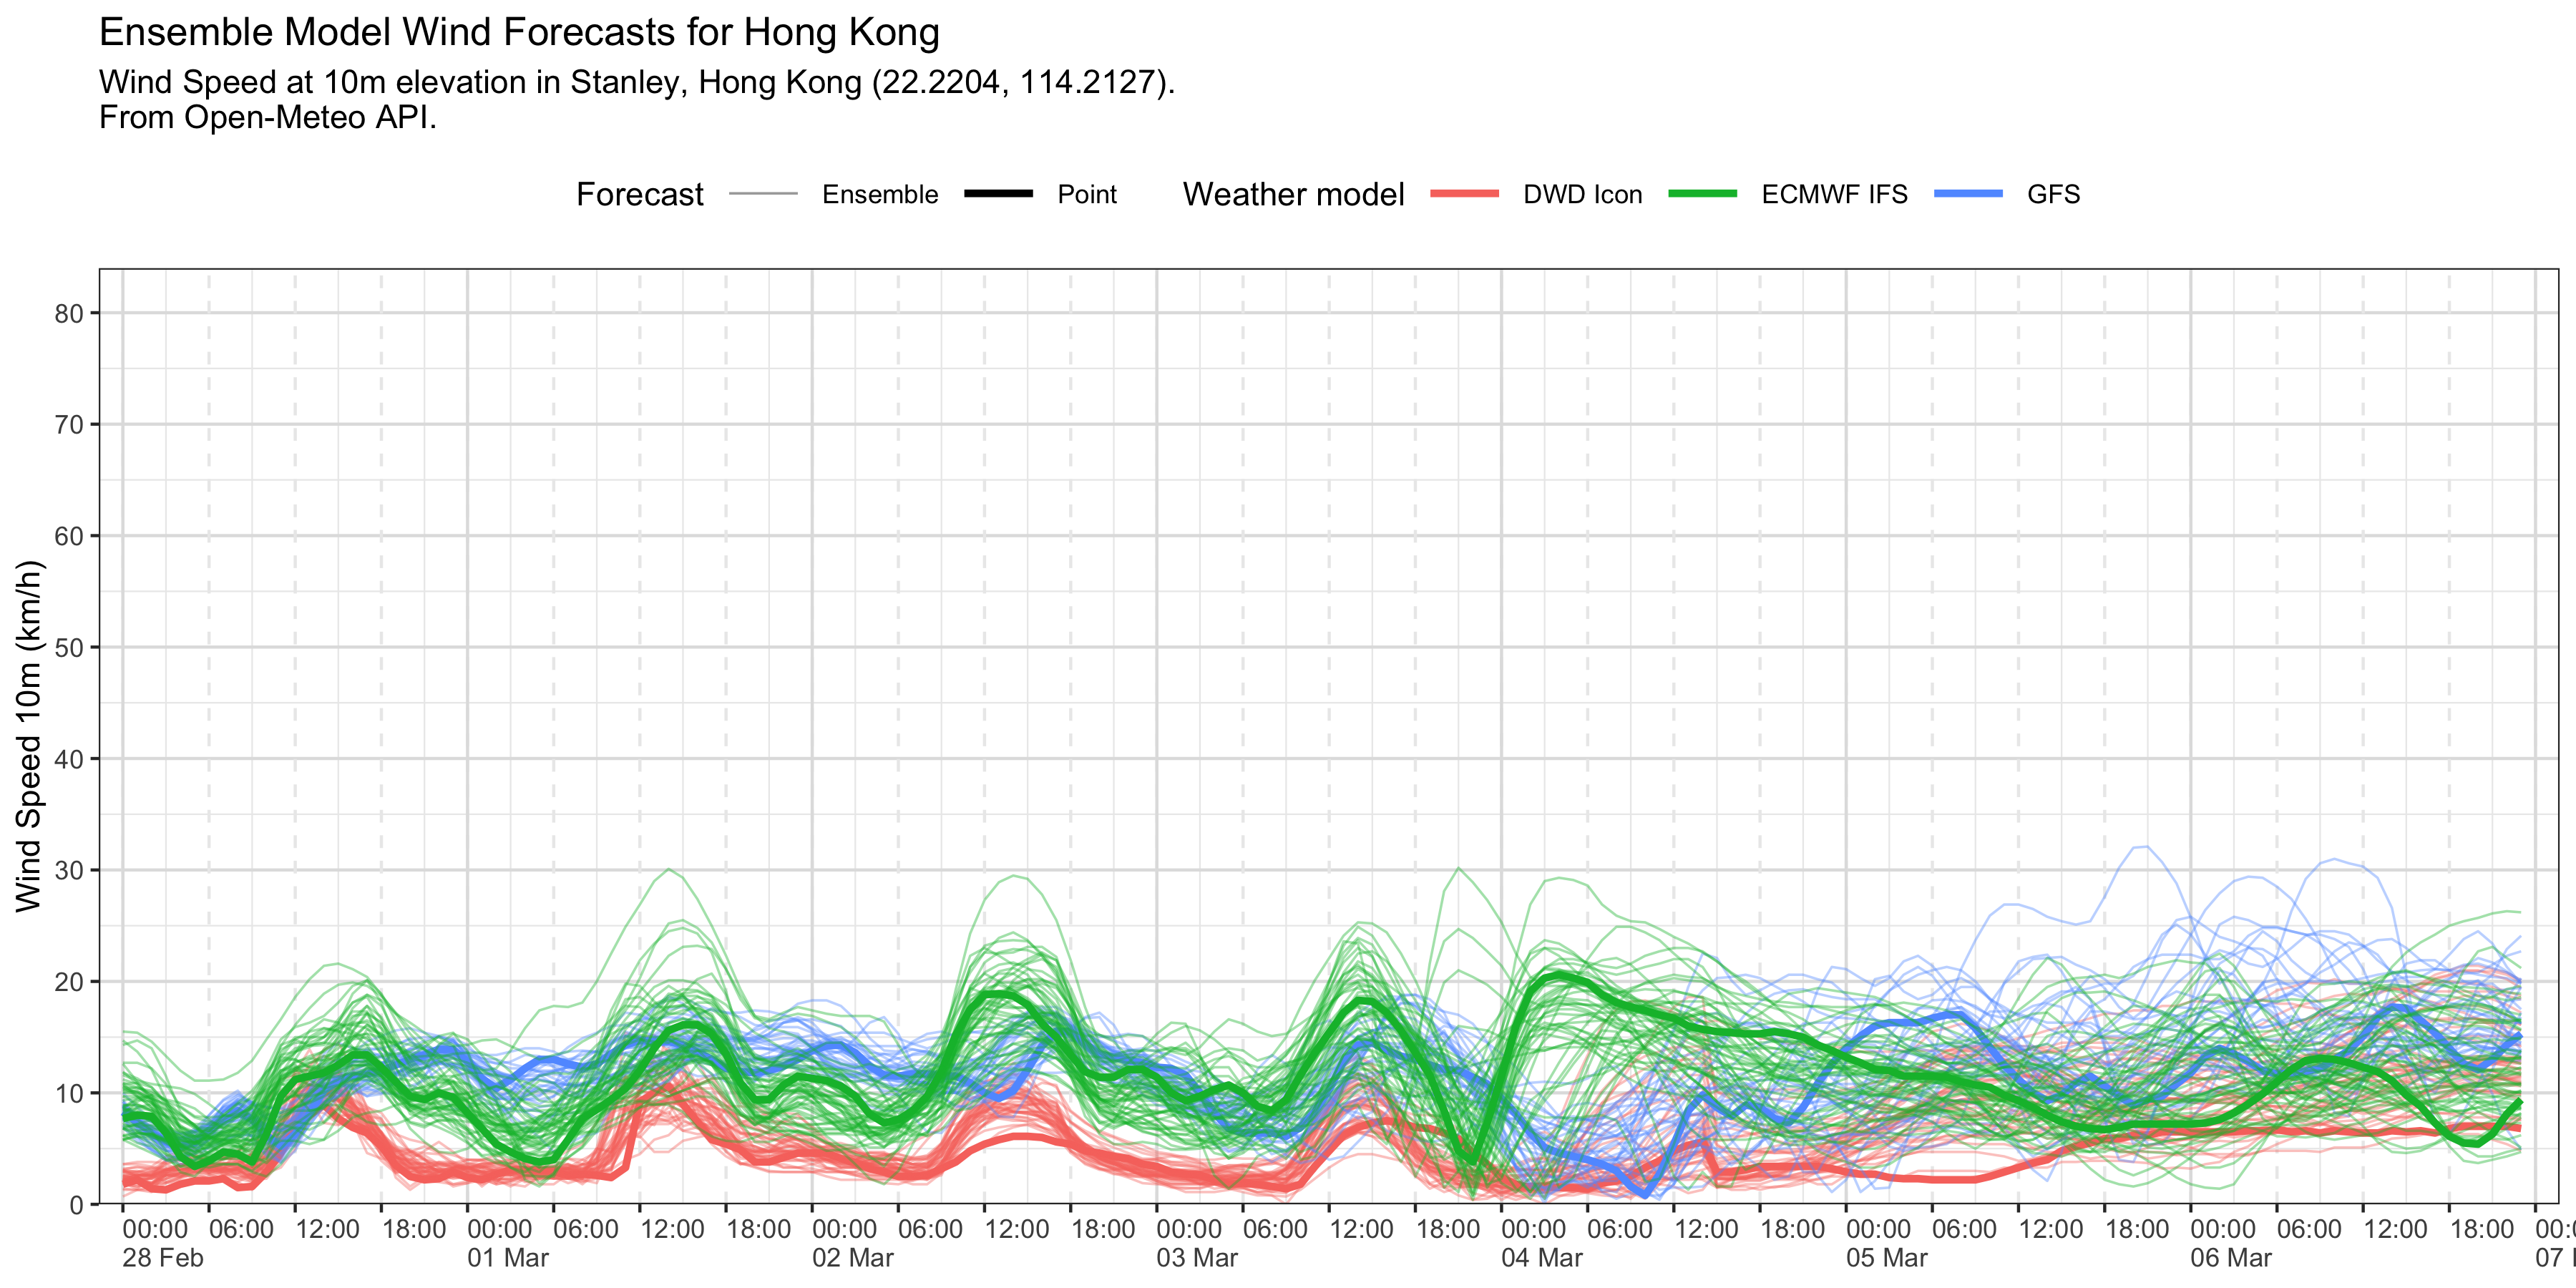 Ensemble Model Wind Forecasts for Hong Kong
Wind Speed at 10m elevation in Stanley, Hong Kong (22.2204, 114.2127).
From Open-Meteo API.
Forecast Ensemble Point Weather model DWD Icon ECMWF IFS GFS
Wind Speed 10m (km/h)
80
70
60
50
40
30
20
10
0
00:00 06:00 12:00 18:00 00:00 06:00 12:00 18:00 00:00 06:00 12:00 18:00 00:00 06:00 12:00 18:00 00:00 06:00 12:00 18:00 00:00 06:00 12:00 18:00 00:00 06:00 12:00 18:00
28 Feb 01 Mar 02 Mar 03 Mar 04 Mar 05 Mar 06 Mar 07